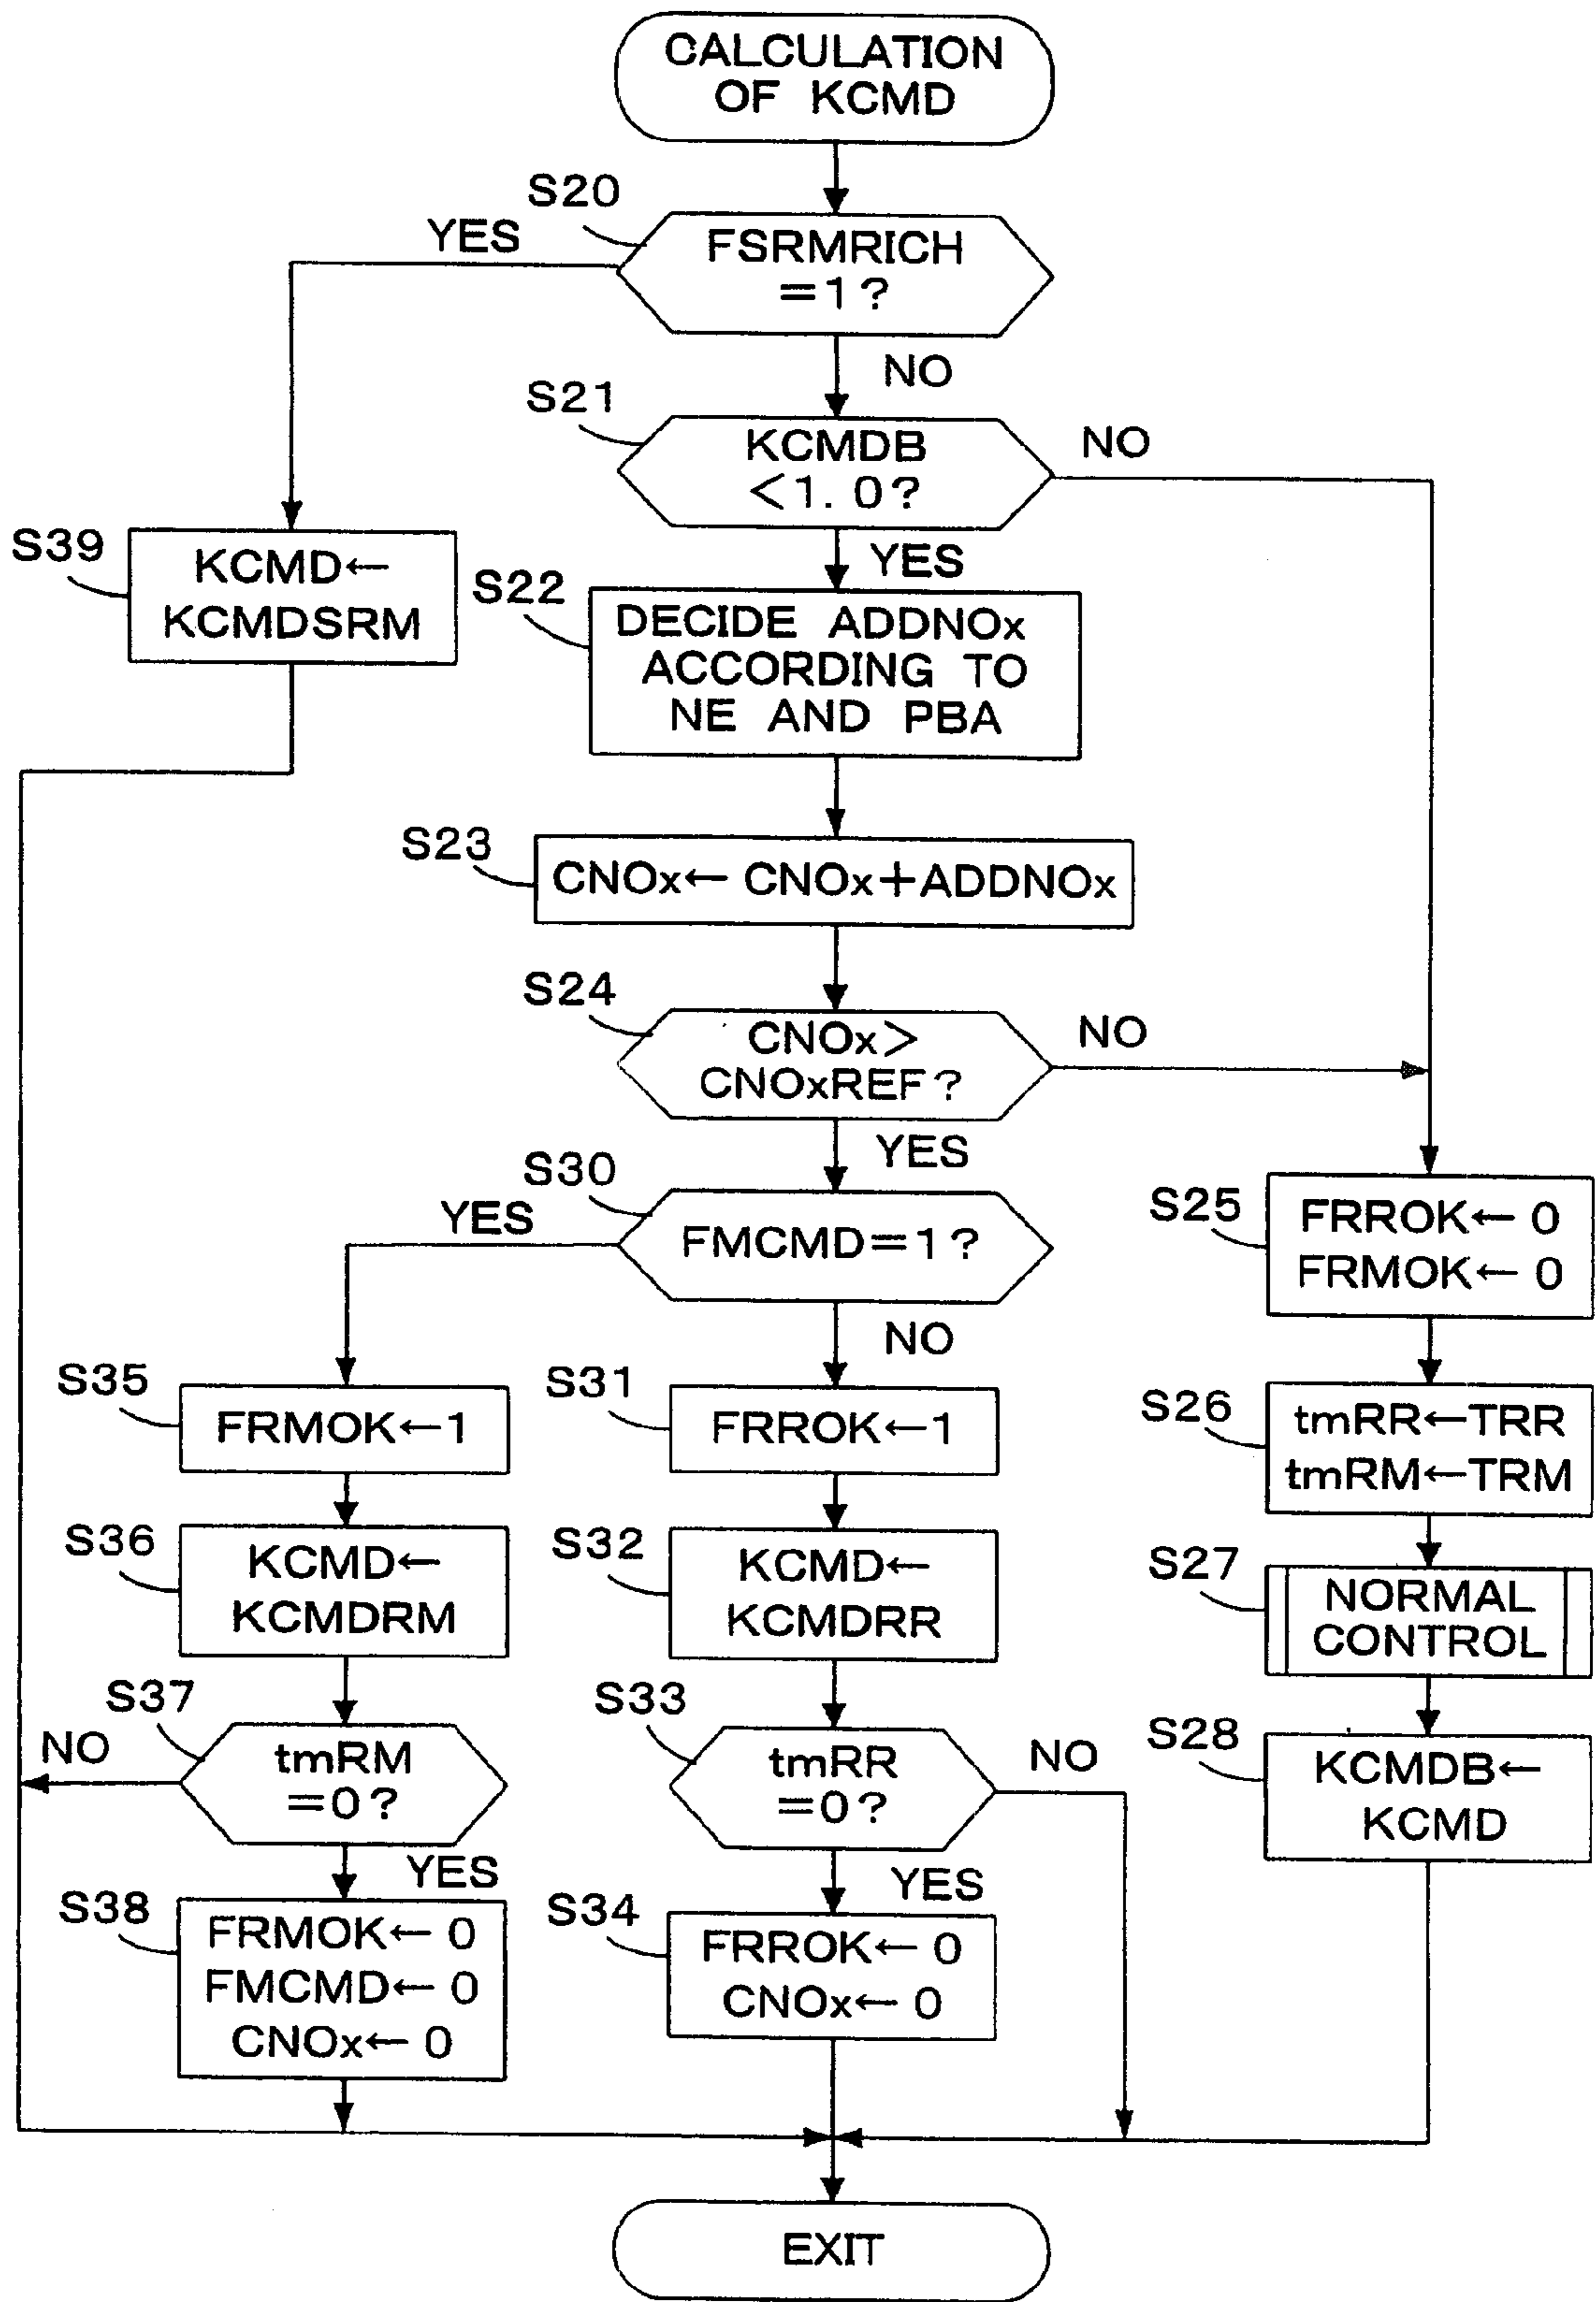 CALCULATION
OF KCMD
S20
YES
FSRMRICH
=1?
NO
S21
KCMDB
<1.0?
NO
YES
S39
KCMD←
KCMDSRM
S22
DECIDE ADDNOx
ACCORDING TO
NE AND PBA
S23
CNOx← CNOx+ADDNOx
S24
CNOx>
CNOxREF?
NO
YES
S30
YES
FMCMD=1?
NO
S25
FRROK← 0
FRMOK← 0
S35
FRMOK←1
S31
FRROK←1
S26
tmRR←TRR
tmRM←TRM
S36
KCMD←
KCMDRM
S32
KCMD←
KCMDRR
S27
NORMAL
CONTROL
S37
NO
tmRM
=0?
YES
S33
tmRR
=0?
NO
YES
S28
KCMDB←
KCMD
S38
FRMOK← 0
FMCMD← 0
CNOx← 0
S34
FRROK← 0
CNOx← 0
EXIT